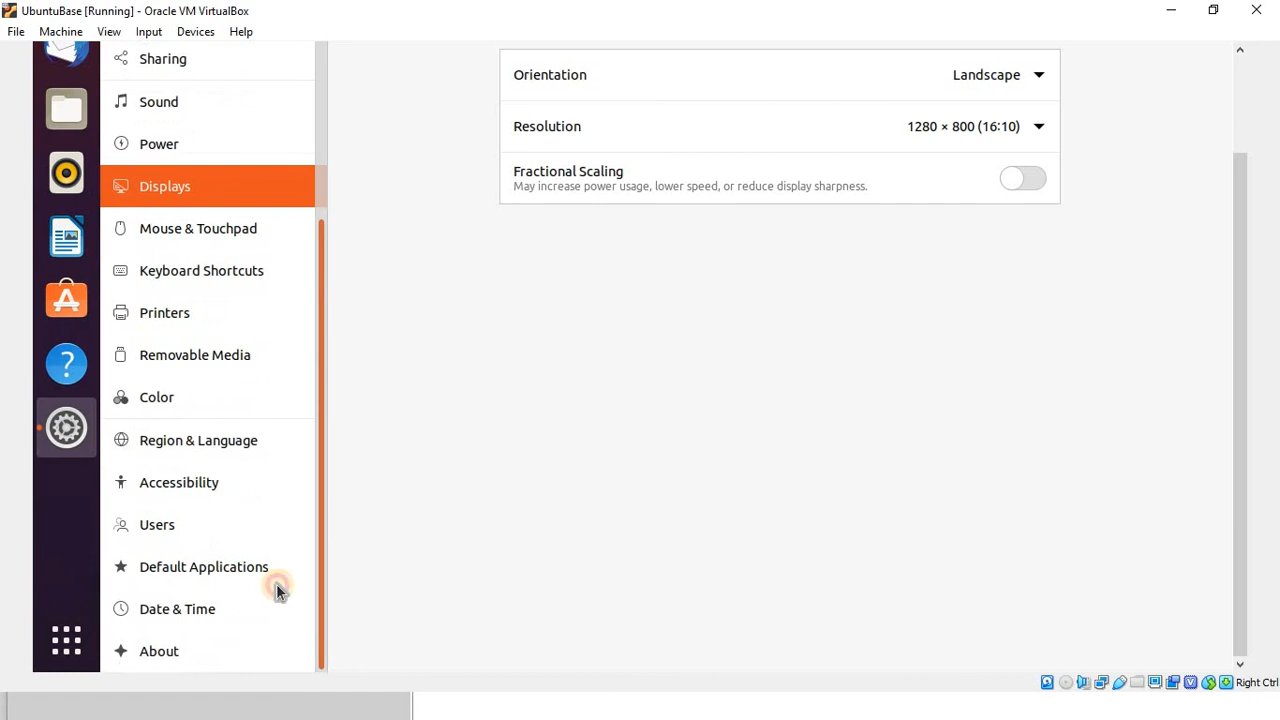 UbuntuBase [Running] - Oracle VM VirtualBox
File Machine View Input Devices Help
Sharing
Sound
Power
Displays
Mouse & Touchpad
Keyboard Shortcuts
Printers
Removable Media
Color
Region & Language
Accessibility
Users
Default Applications
Date & Time
About
Orientation Landscape
Resolution 1280 × 800 (16:10)
Fractional Scaling
May increase power usage, lower speed, or reduce display sharpness.
Right Ctrl